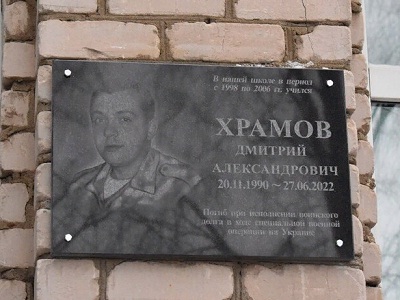 В нашей школе в период
с 1998 по 2006 гг. учился
ХРАМОВ
ДМИТРИЙ
АЛЕКСАНДРОВИЧ
20.11.1990 ~ 27.06.2022
Погиб при исполнении воинского
долга в ходе специальной военной
операции на Украине